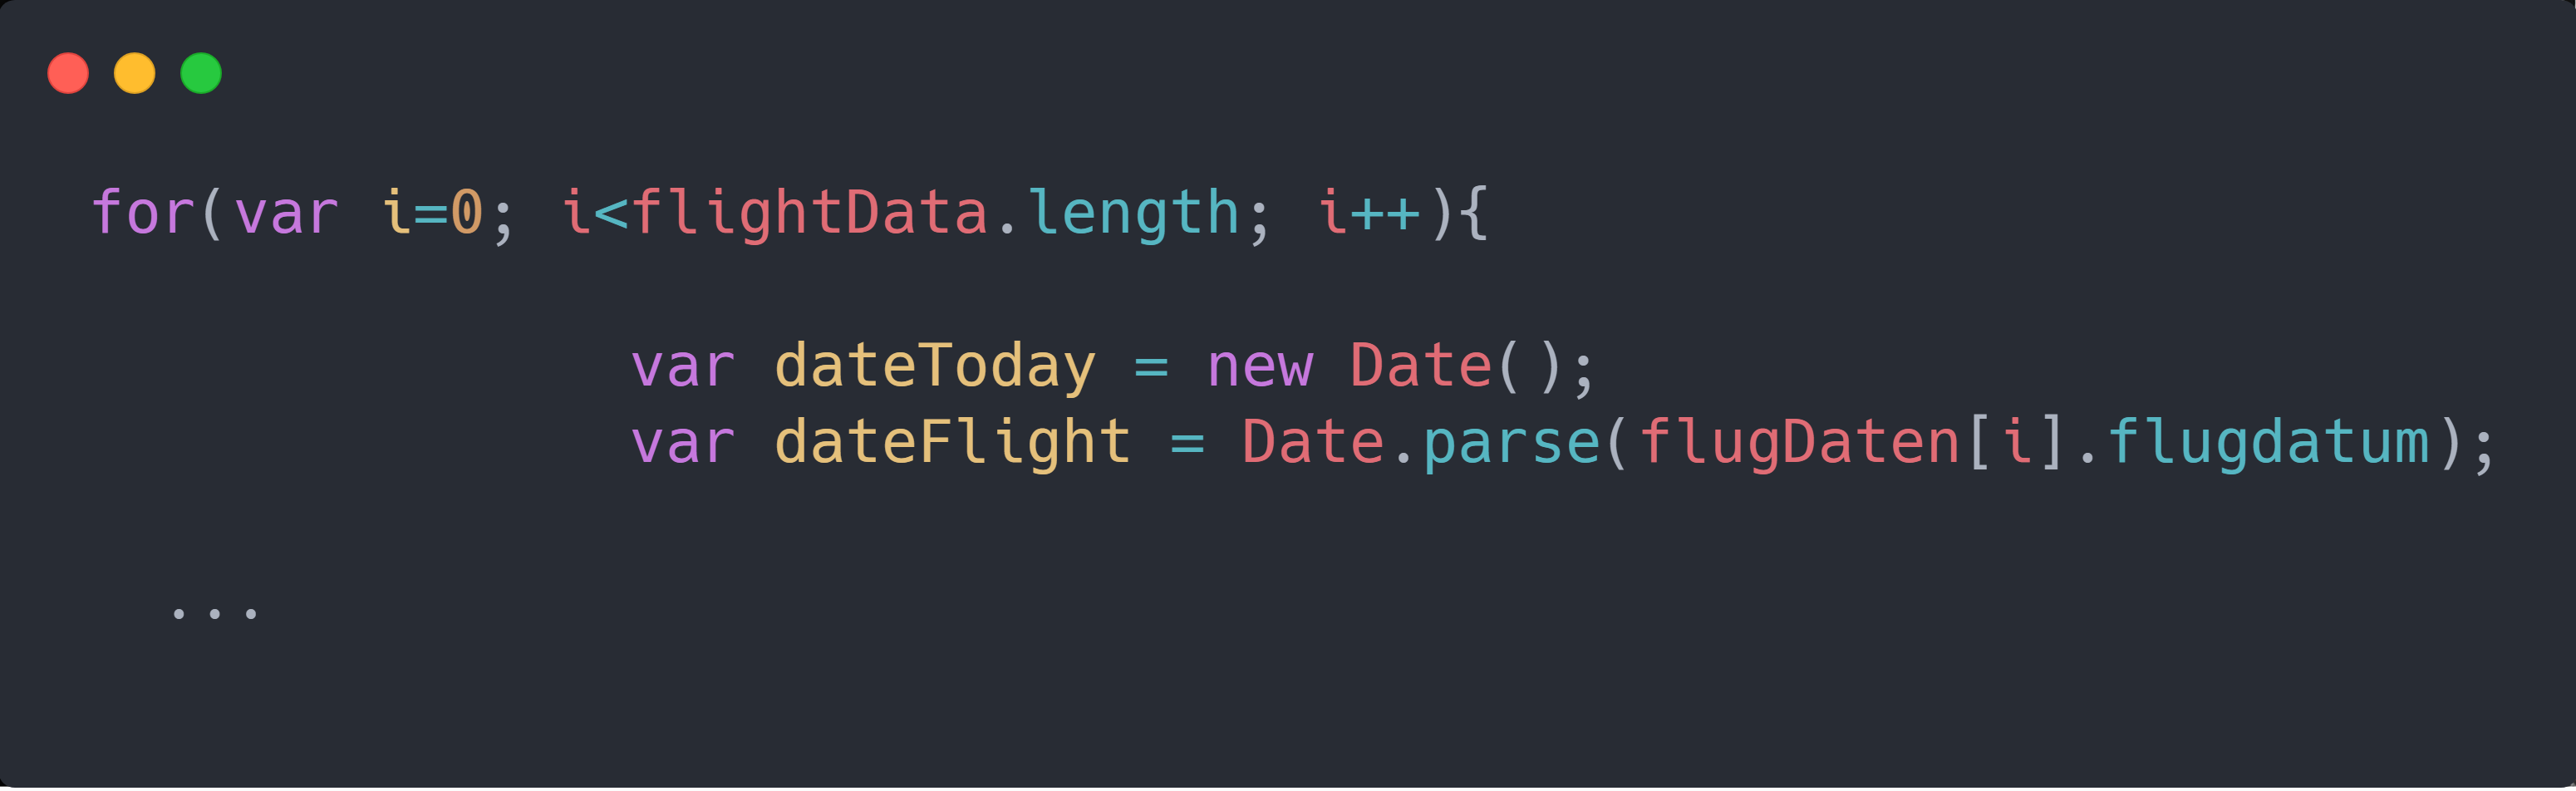 for(var i=0; i<flightData.length; i++){
var dateToday = new Date();
var dateFlight = Date.parse(flugDaten[i].flugdatum);
...